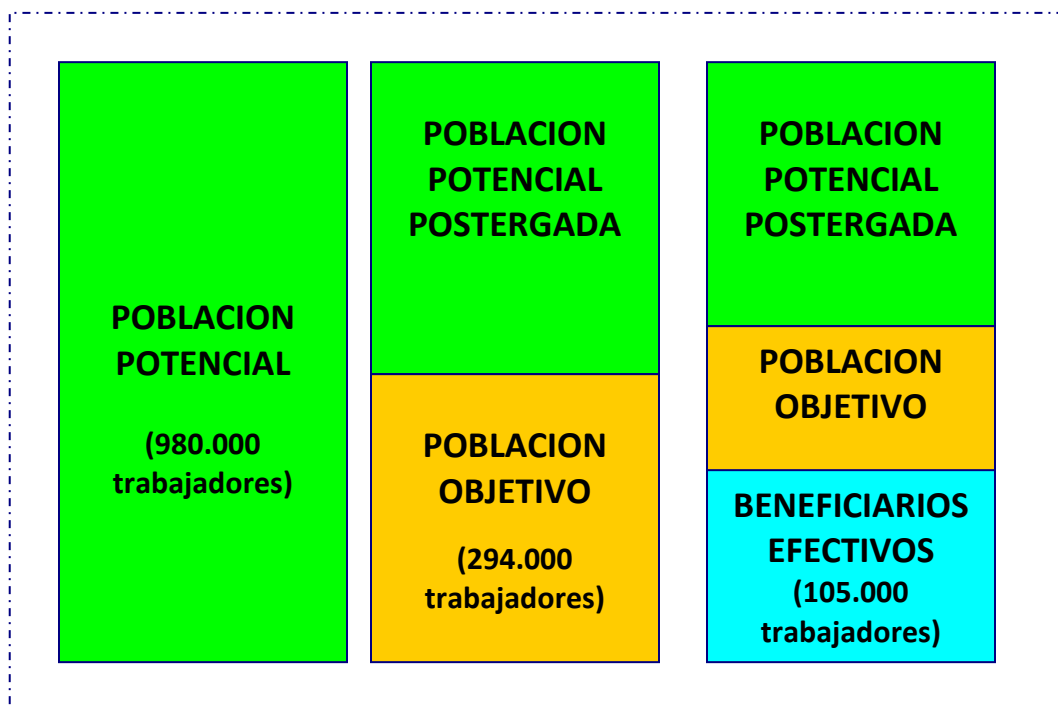 POBLACION
POTENCIAL
(980.000
trabajadores)
POBLACION
POTENCIAL
POSTERGADA
POBLACION
OBJETIVO
(294.000
trabajadores)
POBLACION
POTENCIAL
POSTERGADA
POBLACION
OBJETIVO
BENEFICIARIOS
EFECTIVOS
(105.000
trabajadores)